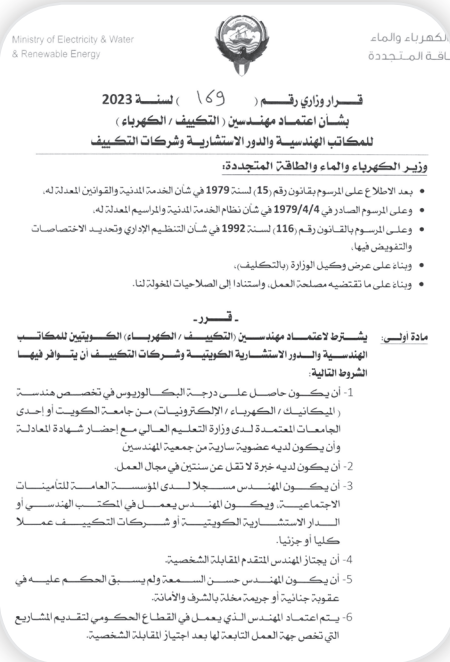 Ministry of Electricity & Water
& Renewable Energy
كهرباء والماء
اقة المتجددة
قرار وزاري رقم ( ١٦٩ ) لسنة 2023
بشأن اعتماد مهندسين ( التكييف / الكهرباء )
للمكاتب الهندسية والدور الاستشارية وشركات التكييف
وزير الكهرباء والماء والطاقة المتجددة:
• بعد الاطلاع على المرسوم بقانون رقم (15) لسنة 1979 في شأن الخدمة المدنية والقوانين المعدلة له،
• وعلى المرسوم الصادر في 1979/4/4 في شأن نظام الخدمة المدنية والمراسيم المعدلة له،
• وعلى المرسوم بالقانون رقم (116) لسنة 1992 في شأن التنظيم الإداري وتحديد الاختصاصات
والتفويض فيها،
• وبناءً على عرض وكيل الوزارة (بالتكليف)،
• وبناءً على ما تقتضيه مصلحة العمل، واستنادا إلى الصلاحيات المخولة لنا.
- قرر -
مادة أولى: يشترط لاعتماد مهندسين (التكييف / الكهرباء) الكويتيين للمكاتب
الهندسية والدور الاستشارية الكويتية وشركات التكييف أن يتوافر فيها
الشروط التالية:
1- أن يكون حاصل على درجة البكالوريوس في تخصص هندسة
(الميكانيك / الكهرباء / الإلكترونيات) من جامعة الكويت أو إحدى
الجامعات المعتمدة لدى وزارة التعليم العالي مع إحضار شهادة المعادلة
وأن يكون لديه عضوية سارية من جمعية المهندسين
2- أن يكون لديه خبرة لا تقل عن سنتين في مجال العمل.
3- أن يكون المهندس مسجلا لدى المؤسسة العامة للتأمينات
الاجتماعية، ويكون المهندس يعمل في المكتب الهندسي أو
الدار الاستشارية الكويتية أو شركات التكييف عملا
كليا أو جزئيا.
4- أن يجتاز المهندس المتقدم المقابلة الشخصية.
5- أن يكون المهندس حسن السمعة ولم يسبق الحكم عليه في
عقوبة جنائية أو جريمة مخلة بالشرف والأمانة.
6- يتم اعتماد المهندس الذي يعمل في القطاع الحكومي لتقديم المشاريع
التي تخص جهة العمل التابعة لها بعد اجتياز المقابلة الشخصية.